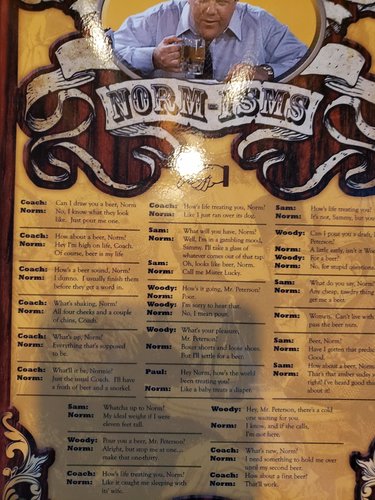 NORM-ISMS
Coach: Can I draw you a beer, Norm
Norm: No, I know what they look
like. Just pour me one.
Coach: How about a beer, Norm?
Norm: Hey I'm high on life, Coach.
Of course, beer is my life
Coach: How's a beer sound, Norm?
Norm: I dunno. I usually finish them
before they get a word in.
Coach: What's shaking, Norm?
Norm: All four cheeks and a couple
of chins, Coach.
Coach: What's up, Norm?
Norm: Everything that's supposed
to be.
Coach: What'll it be, Normie?
Norm: Just the usual Coach. I'll have
a froth of beer and a snorkel.
Coach: How's life treating you, Norm?
Norm: Like I just ran over its dog.
Sam: What will you have, Norm?
Norm: Well, I'm in a gambling mood,
Sammy. I'll take a glass of
whatever comes out of that tap.
Sam: Oh, looks like beer, Norm.
Norm: Call me Mister Lucky.
Woody: How's it going, Mr. Peterson?
Norm: Poor.
Woody: I'm sorry to hear that.
Norm: No, I mean pour.
Woody: What's your pleasure,
Mr. Peterson?
Norm: Boxer shorts and loose shoes.
But I'll settle for a beer.
Paul: Hey Norm, how's the world
been treating you?
Norm: Like a baby treats a diaper.
Sam: How's life treating you
Norm: It's not, Sammy, but you
Woody: Can I pour you a draft,
Peterson?
Norm: A little early, isn't it
Woody: For a beer?
Norm: No, for stupid questions.
Sam: What do you say, Norm
Norm: Any cheap, tawdry thing
get me a beer.
Norm: Women. Can't live with
pass the beer nuts.
Sam: Beer, Norm?
Norm: Have I gotten that
Good.
Sam: How about a beer, Norm
Norm: That's that amber
right? I've heard good
about it!
Sam: Whatcha up to Norm?
Norm: My ideal weight if I were
eleven feet tall.
Woody: Pour you a beer, Mr. Peterson?
Norm: Alright, but stop me at one...
make that one-thirty.
Coach: How's life treating you, Norm?
Norm: Like it caught me sleeping with
its' wife.
Woody: Hey, Mr. Peterson, there's a cold
one waiting for you.
Norm: I know, and if she calls,
I'm not here.
Coach: What's new, Norm?
Norm: I need something to hold me over
until my second beer.
Coach: How about a first beer?
Norm: That'll work.